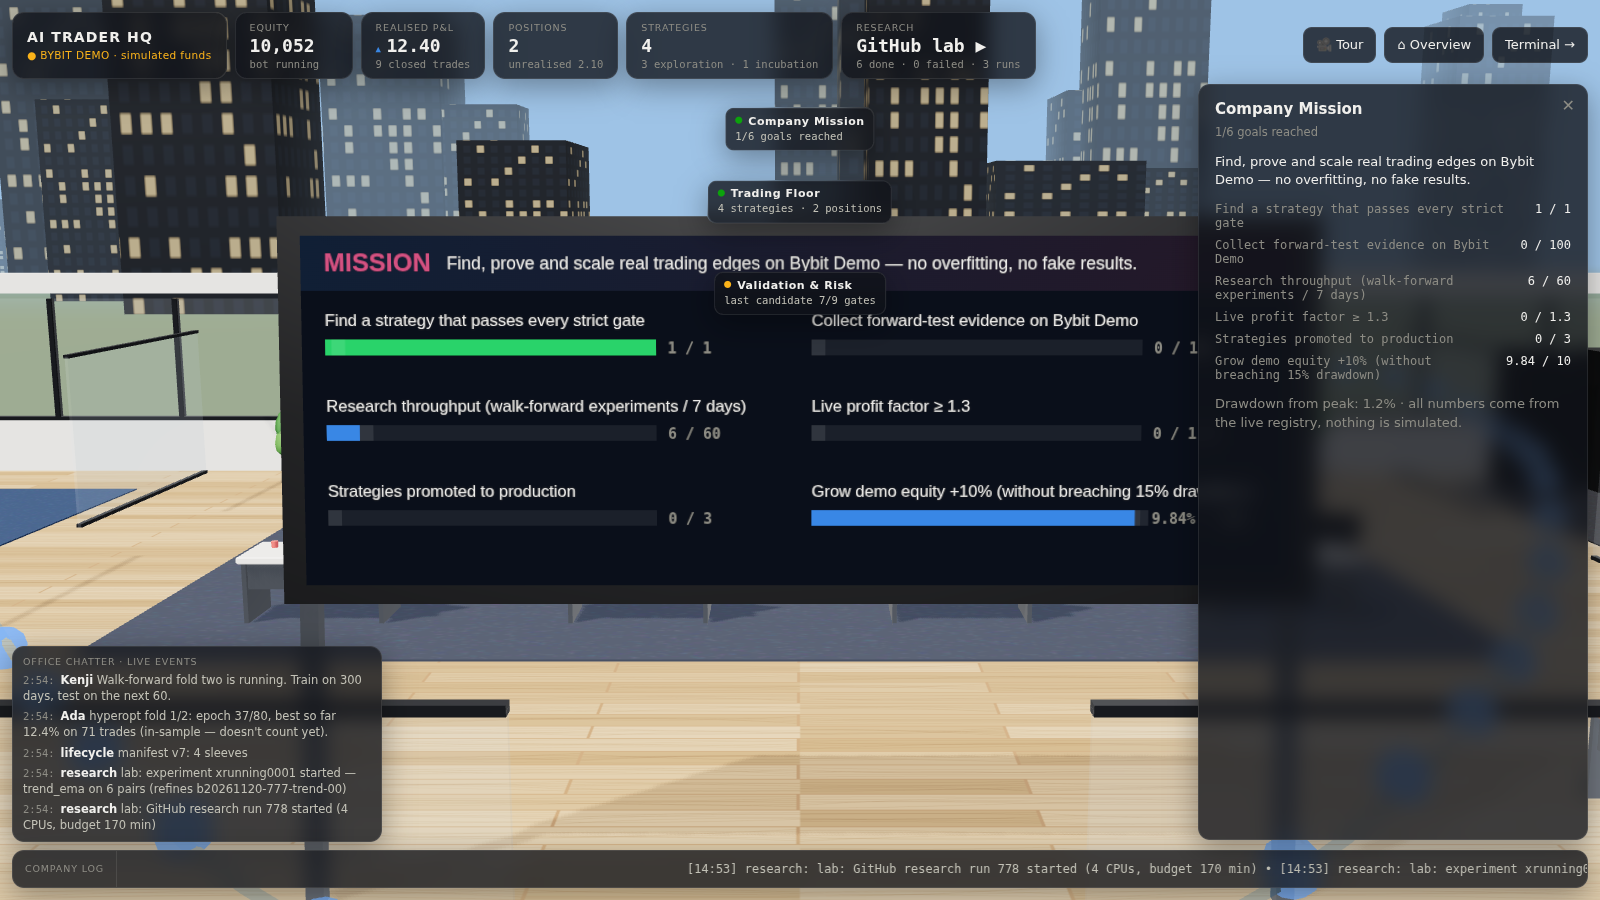 AI TRADER HQ
● BYBIT DEMO · simulated funds
EQUITY
10,052
bot running
REALISED P&L
▲ 12.40
9 closed trades
POSITIONS
2
unrealised 2.10
STRATEGIES
4
3 exploration · 1 incubation
RESEARCH
GitHub lab ▶
6 done · 0 failed · 3 runs
Tour
⌂ Overview
Terminal →
Company Mission
1/6 goals reached
Trading Floor
4 strategies · 2 positions
Validation & Risk
last candidate 7/9 gates
MISSION Find, prove and scale real trading edges on Bybit Demo — no overfitting, no fake results.
Find a strategy that passes every strict gate
1 / 1
Collect forward-test evidence on Bybit Demo
0 / 1
Research throughput (walk-forward experiments / 7 days)
6 / 60
Live profit factor ≥ 1.3
0 / 1
Strategies promoted to production
0 / 3
Grow demo equity +10% (without breaching 15% dra
9.84%
Company Mission ×
1/6 goals reached
Find, prove and scale real trading edges on Bybit
Demo — no overfitting, no fake results.
Find a strategy that passes every strict 1 / 1
gate
Collect forward-test evidence on Bybit 0 / 100
Demo
Research throughput (walk-forward 6 / 60
experiments / 7 days)
Live profit factor ≥ 1.3 0 / 1.3
Strategies promoted to production 0 / 3
Grow demo equity +10% (without 9.84 / 10
breaching 15% drawdown)
Drawdown from peak: 1.2% · all numbers come from
the live registry, nothing is simulated.
OFFICE CHATTER · LIVE EVENTS
2:54: Kenji Walk-forward fold two is running. Train on 300
days, test on the next 60.
2:54: Ada hyperopt fold 1/2: epoch 37/80, best so far
12.4% on 71 trades (in-sample — doesn't count yet).
2:54: lifecycle manifest v7: 4 sleeves
2:54: research lab: experiment xrunning0001 started —
trend_ema on 6 pairs (refines b20261120-777-trend-00)
2:54: research lab: GitHub research run 778 started (4
CPUs, budget 170 min)
COMPANY LOG
[14:53] research: lab: GitHub research run 778 started (4 CPUs, budget 170 min) • [14:53] research: lab: experiment xrunning0